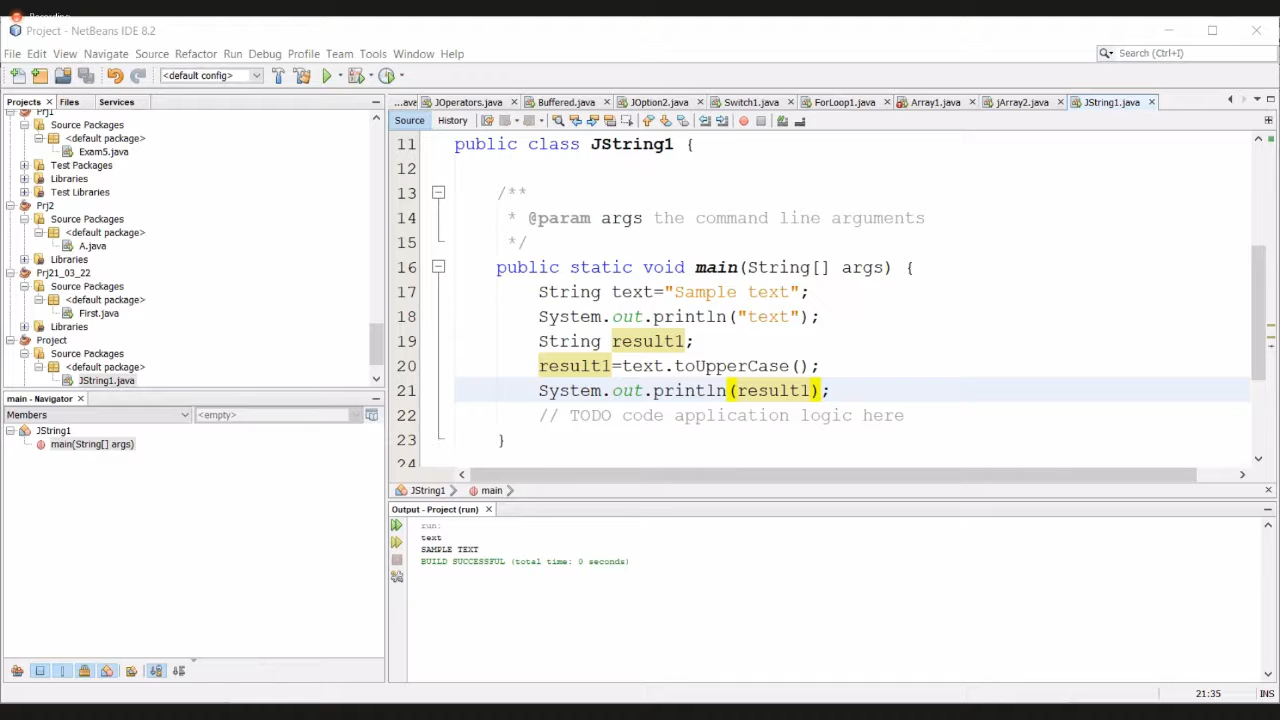 Recording
Project - NetBeans IDE 8.2
File Edit View Navigate Source Refactor Run Debug Profile Team Tools Window Help
Search (Ctrl+I)
<default config>
Projects Files Services
Prj1
Source Packages
<default package>
Exam5.java
Test Packages
Libraries
Test Libraries
Prj2
Source Packages
<default package>
A.java
Libraries
Prj21_03_22
Source Packages
<default package>
First.java
Libraries
Project
Source Packages
<default package>
JString1.java
main - Navigator
Members <empty>
JString1
main(String[] args)
...ava JOperators.java Buffered.java JOption2.java Switch1.java ForLoop1.java Array1.java jArray2.java JString1.java
Source History
11 public class JString1 {
12
13 /**
14 * @param args the command line arguments
15 */
16 public static void main(String[] args) {
17 String text="Sample text";
18 System.out.println("text");
19 String result1;
20 result1=text.toUpperCase();
21 System.out.println(result1);
22 // TODO code application logic here
23 }
24
JString1 main
Output - Project (run)
run:
text
SAMPLE TEXT
BUILD SUCCESSFUL (total time: 0 seconds)
21:35 INS